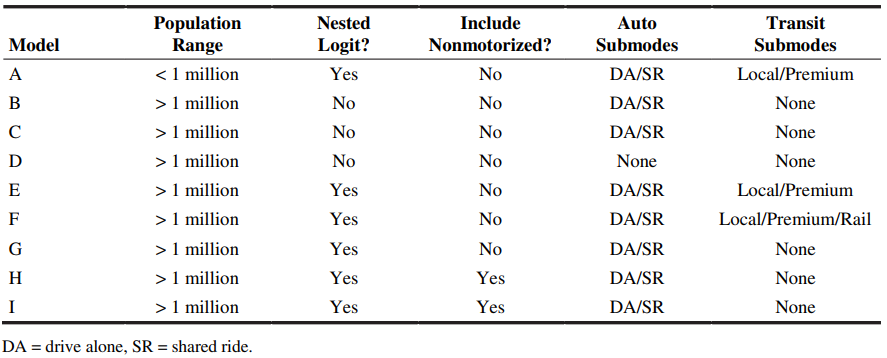 Population Nested Include Auto Transit
Model Range Logit? Nonmotorized? Submodes Submodes
A < 1 million Yes No DA/SR Local/Premium
B > 1 million No No DA/SR None
C > 1 million No No DA/SR None
D > 1 million No No None None
E > 1 million Yes No DA/SR Local/Premium
F > 1 million Yes No DA/SR Local/Premium/Rail
G > 1 million Yes No DA/SR None
H > 1 million Yes Yes DA/SR None
I > 1 million Yes Yes DA/SR None
DA = drive alone, SR = shared ride.